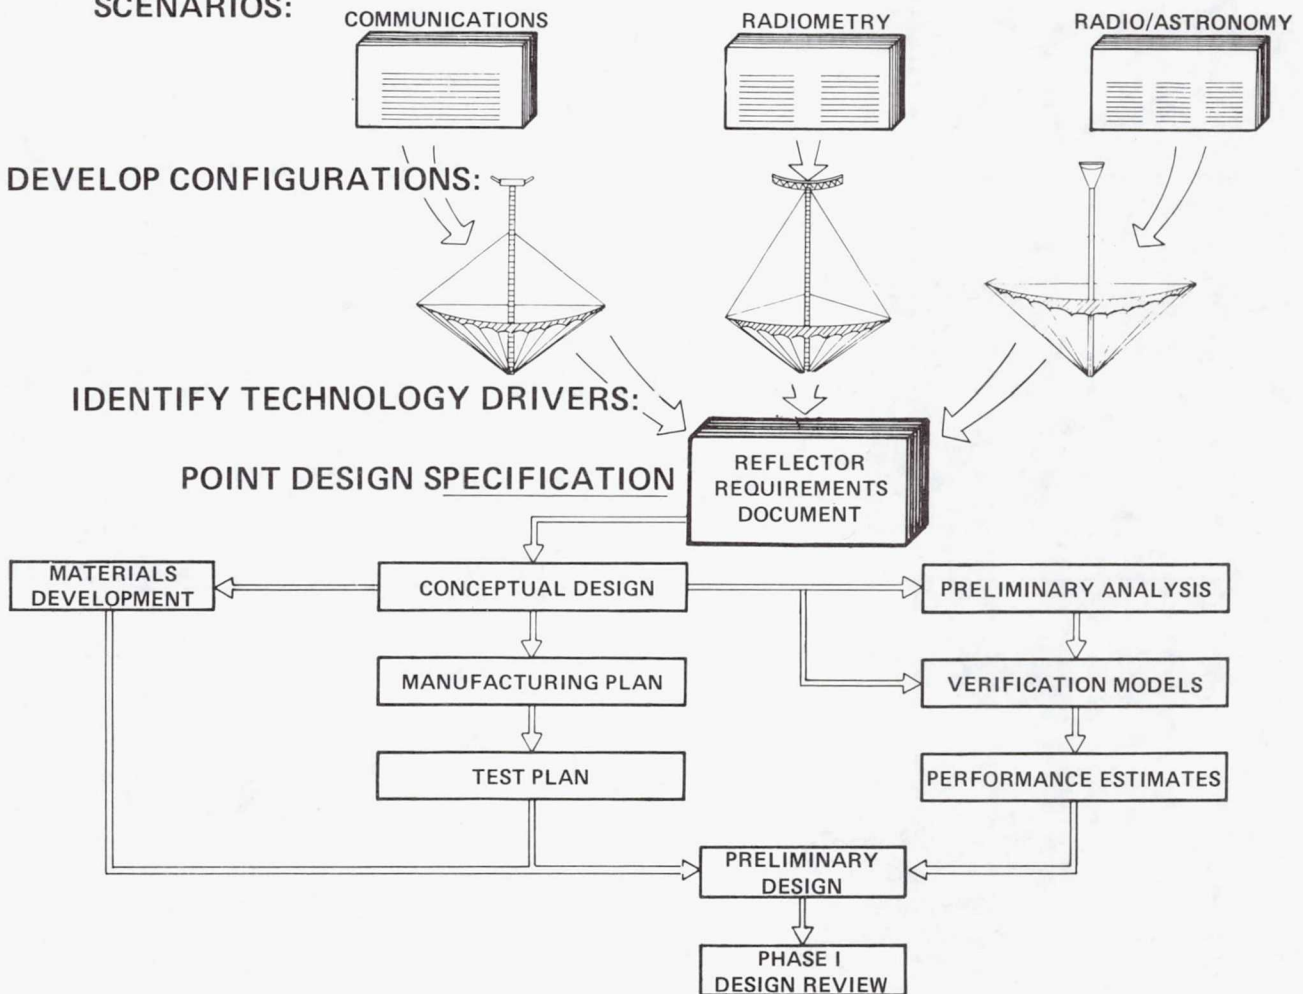 SCENARIOS:
COMMUNICATIONS
RADIOMETRY
RADIO/ASTRONOMY
DEVELOP CONFIGURATIONS:
IDENTIFY TECHNOLOGY DRIVERS:
POINT DESIGN SPECIFICATION
REFLECTOR
REQUIREMENTS
DOCUMENT
MATERIALS
DEVELOPMENT
CONCEPTUAL DESIGN
PRELIMINARY ANALYSIS
MANUFACTURING PLAN
VERIFICATION MODELS
TEST PLAN
PERFORMANCE ESTIMATES
PRELIMINARY
DESIGN
PHASE I
DESIGN REVIEW